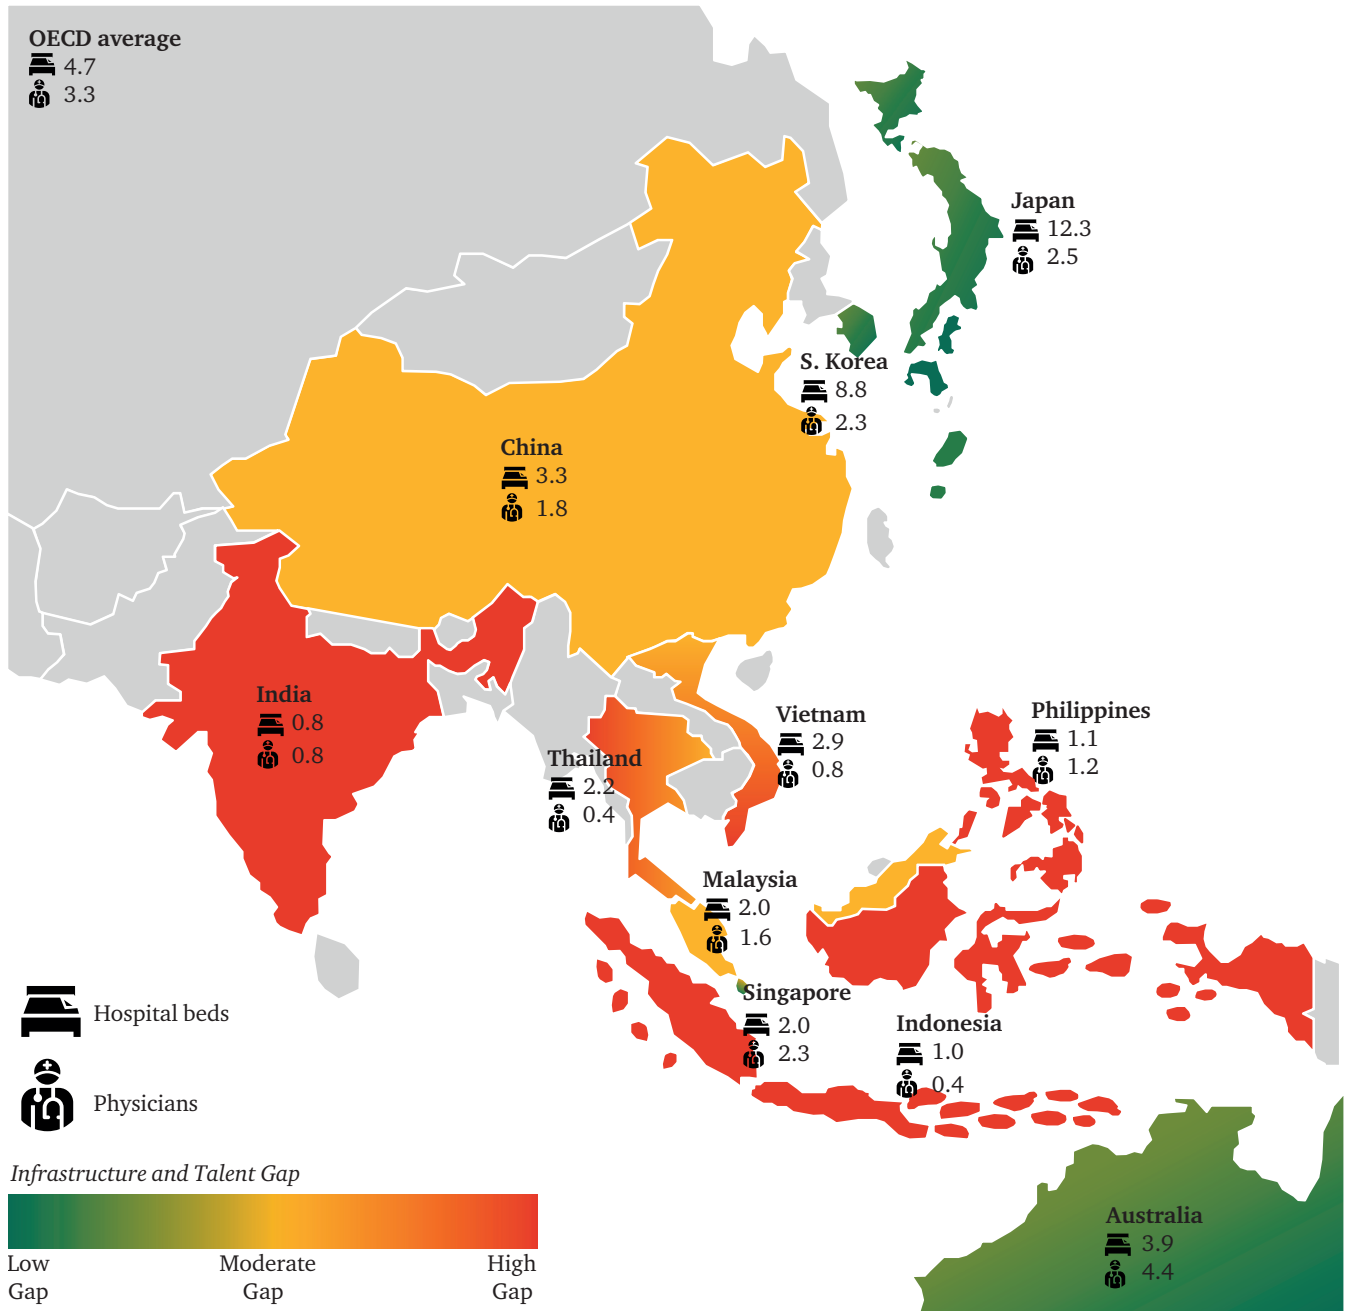 OECD average
4.7
3.3
Japan
12.3
2.5
S. Korea
8.8
2.3
China
3.3
1.8
India
0.8
0.8
Thailand
2.2
0.4
Vietnam
2.9
0.8
Philippines
1.1
1.2
Malaysia
2.0
1.6
Singapore
2.0
2.3
Indonesia
1.0
0.4
Hospital beds
Physicians
Infrastructure and Talent Gap
Low Gap
Moderate Gap
High Gap
Australia
3.9
4.4